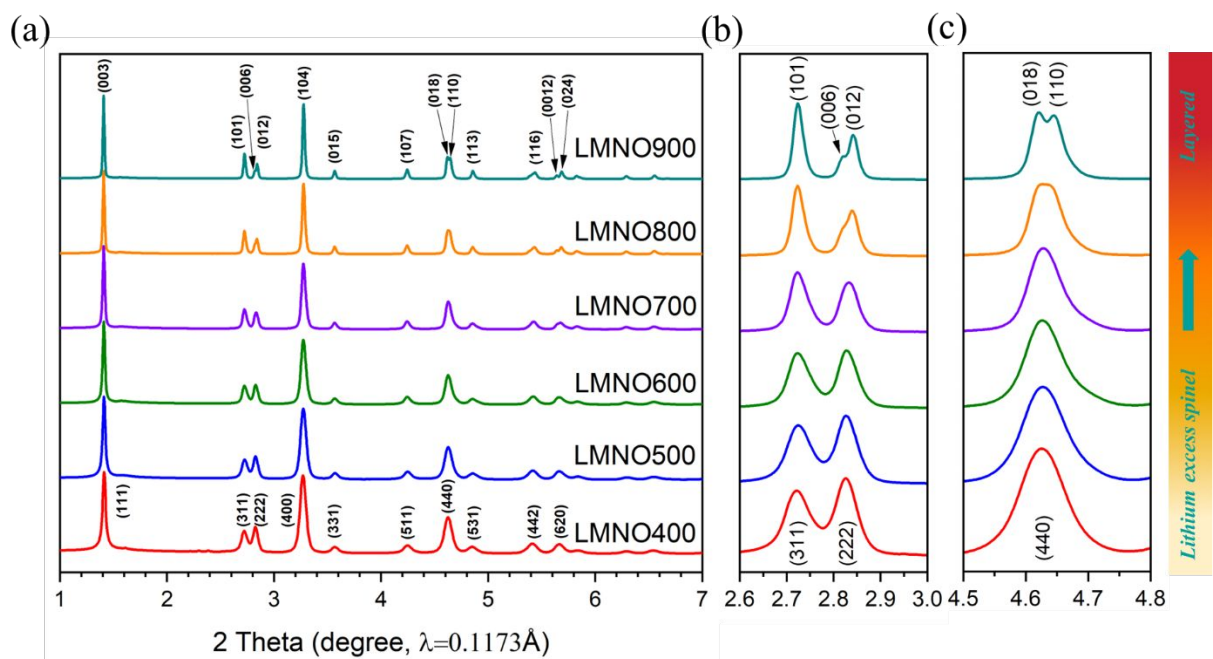 (a)
(003)
(101)
(006)
(012)
(104)
(015)
(107)
(018)
(110)
(113)
(116)
(0012)
(024)
LMNO900
LMNO800
LMNO700
LMNO600
LMNO500
LMNO400
(111)
(311)
(222)
(400)
(331)
(511)
(440)
(531)
(442)
(620)
1 2 3 4 5 6 7
2 Theta (degree, λ=0.1173Å)
(b)
(101)
(006)
(012)
(311)
(222)
2.6 2.7 2.8 2.9 3.0
(c)
(018) (110)
(440)
4.5 4.6 4.7 4.8
Layered
Lithium excess spinel